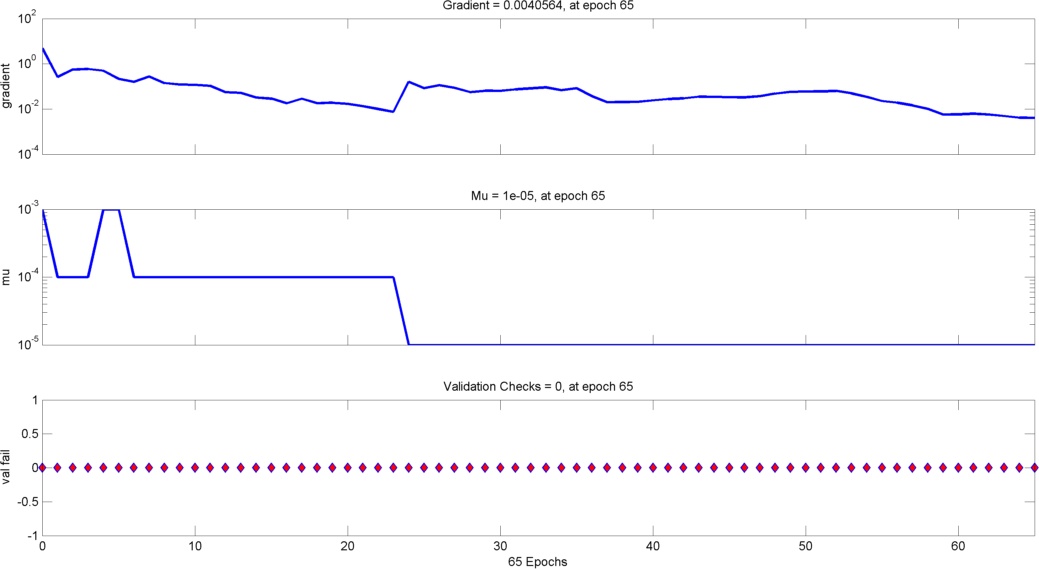 Gradient = 0.0040564, at epoch 65
10^2
10^0
10^-2
10^-4
gradient
Mu = 1e-05, at epoch 65
10^-3
10^-4
10^-5
mu
Validation Checks = 0, at epoch 65
1
0.5
0
-0.5
-1
val fail
0 10 20 30 40 50 60
65 Epochs